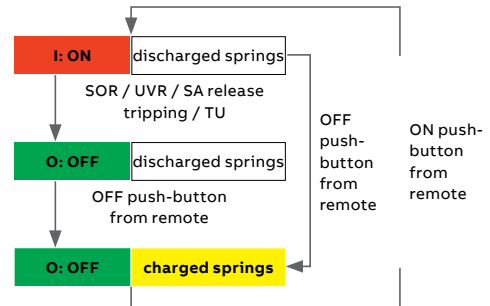 I: ON
discharged springs
SOR / UVR / SA release
tripping / TU
OFF
push-
button
from
remote
ON push-
button
from
remote
O: OFF
discharged springs
OFF push-button
from remote
O: OFF
charged springs